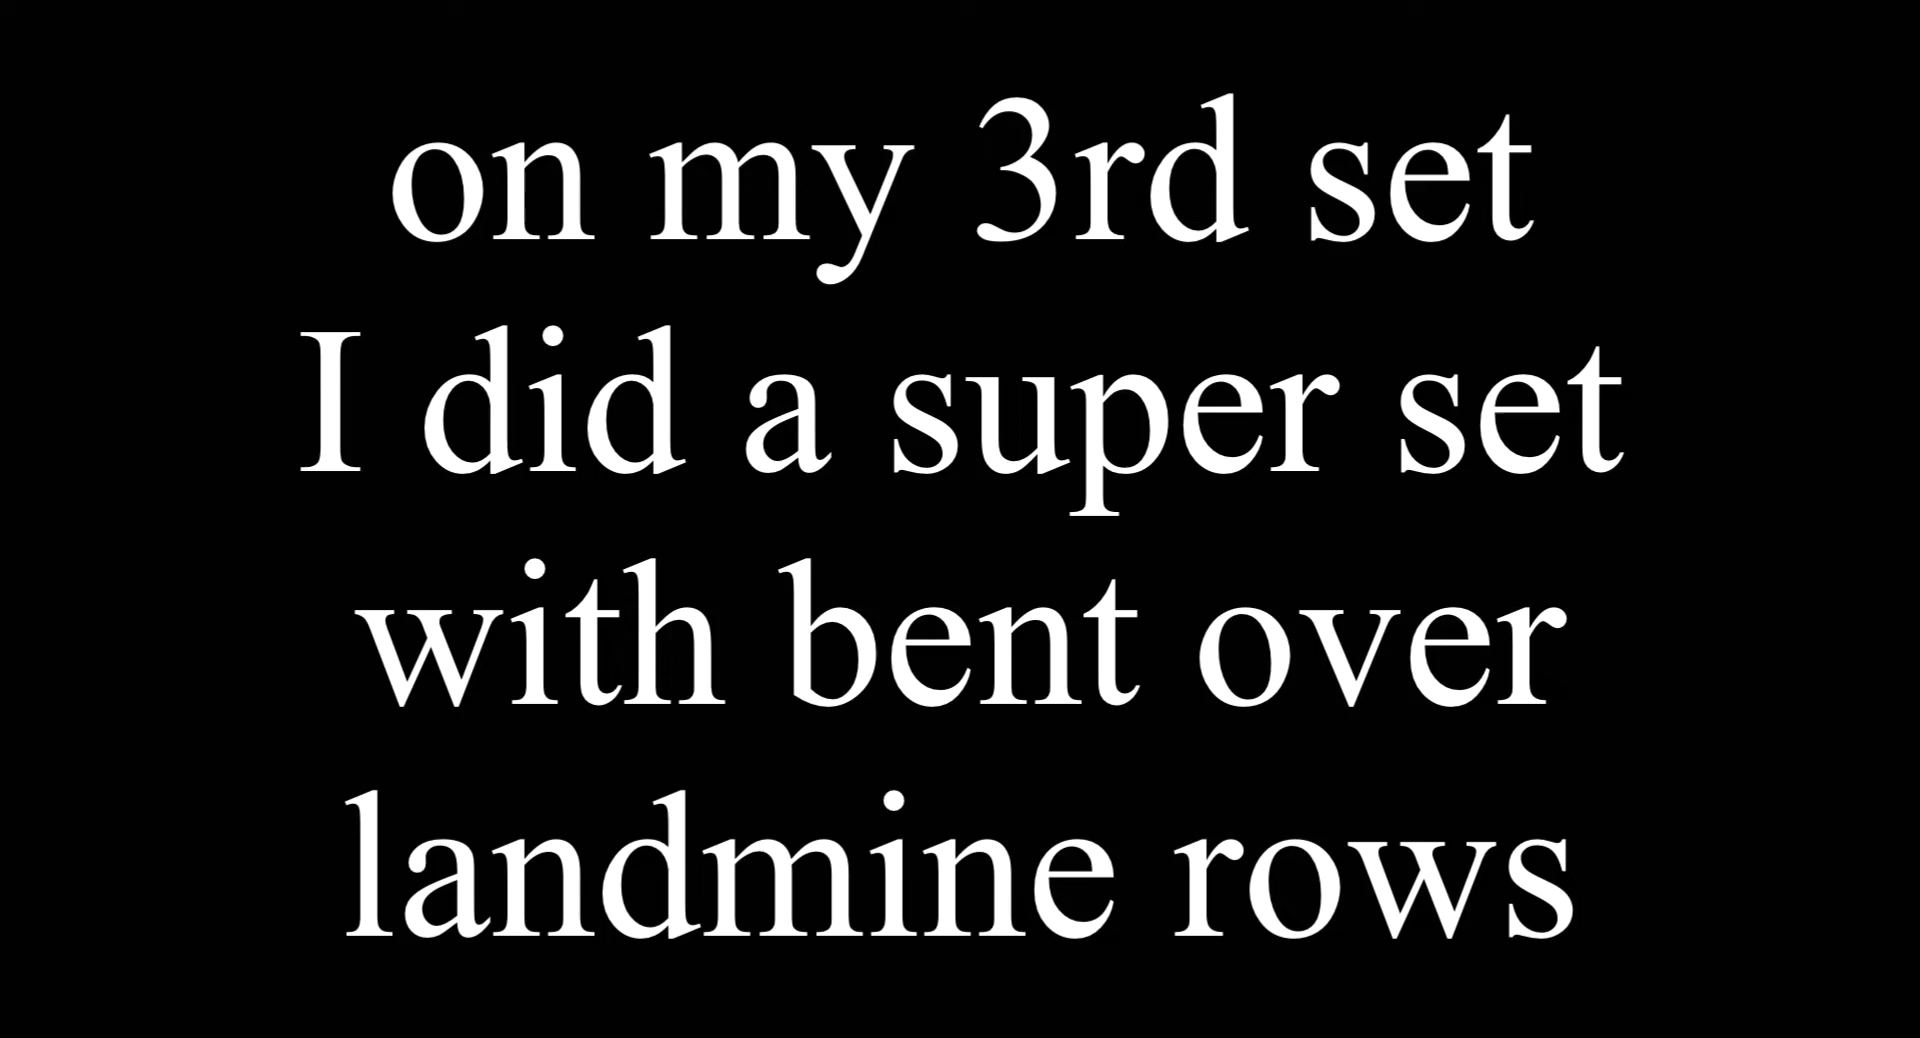 on my 3rd set
I did a super set
with bent over
landmine rows